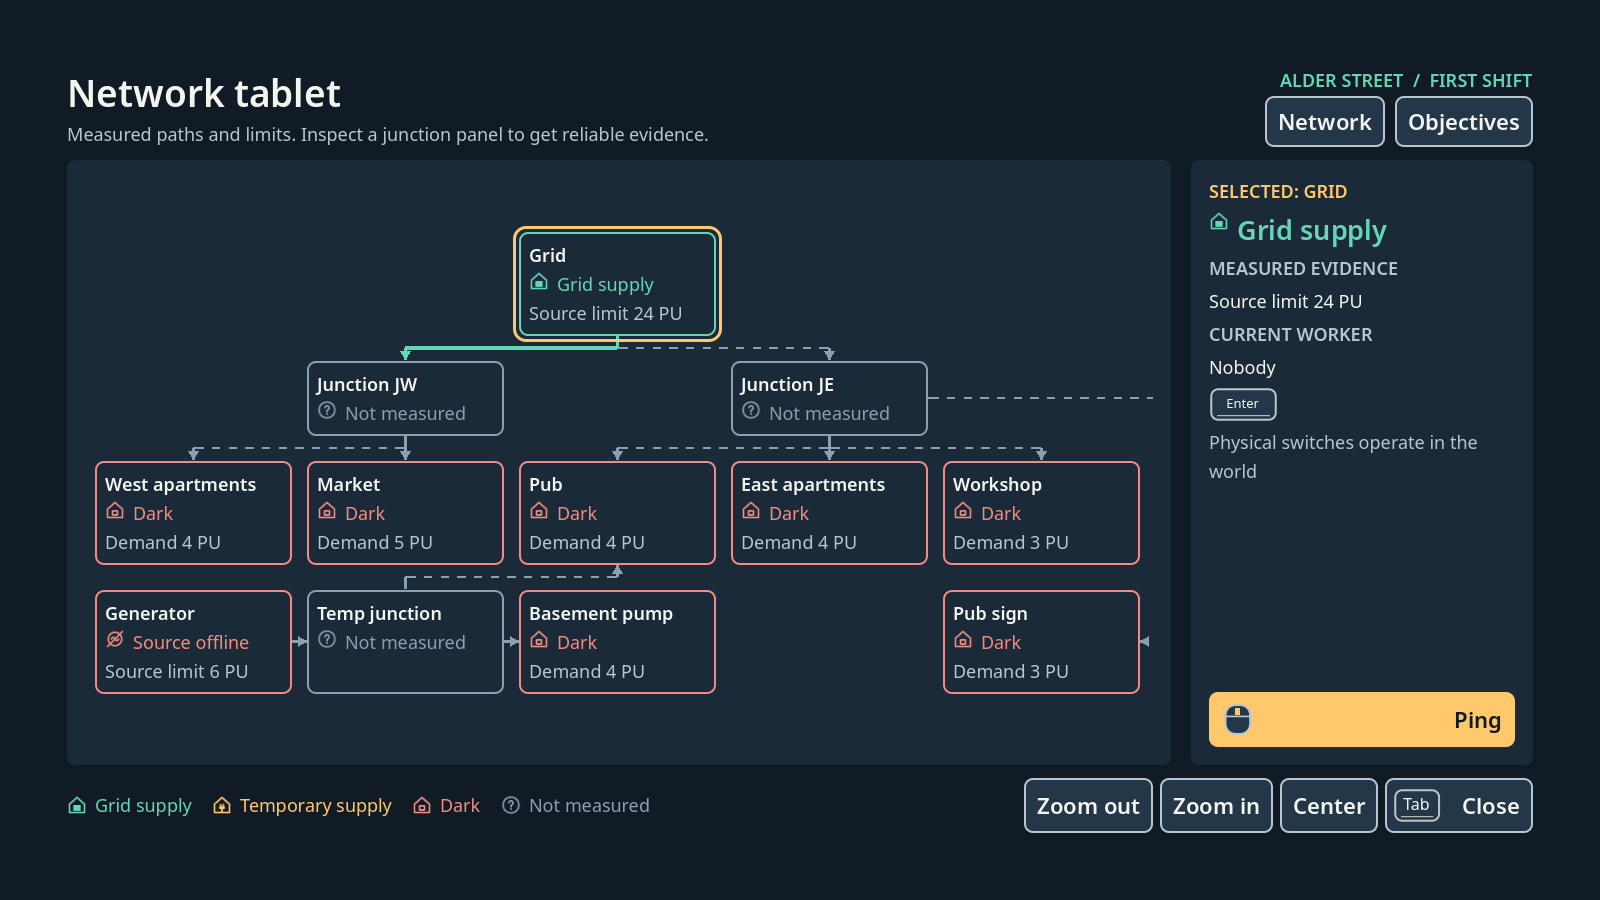 Network tablet
Measured paths and limits. Inspect a junction panel to get reliable evidence.
ALDER STREET / FIRST SHIFT
Network
Objectives
Grid
Grid supply
Source limit 24 PU
Junction JW
Not measured
Junction JE
Not measured
West apartments
Dark
Demand 4 PU
Market
Dark
Demand 5 PU
Pub
Dark
Demand 4 PU
East apartments
Dark
Demand 4 PU
Workshop
Dark
Demand 3 PU
Generator
Source offline
Source limit 6 PU
Temp junction
Not measured
Basement pump
Dark
Demand 4 PU
Pub sign
Dark
Demand 3 PU
SELECTED: GRID
Grid supply
MEASURED EVIDENCE
Source limit 24 PU
CURRENT WORKER
Nobody
Enter
Physical switches operate in the
world
Ping
Grid supply
Temporary supply
Dark
Not measured
Zoom out
Zoom in
Center
Tab
Close